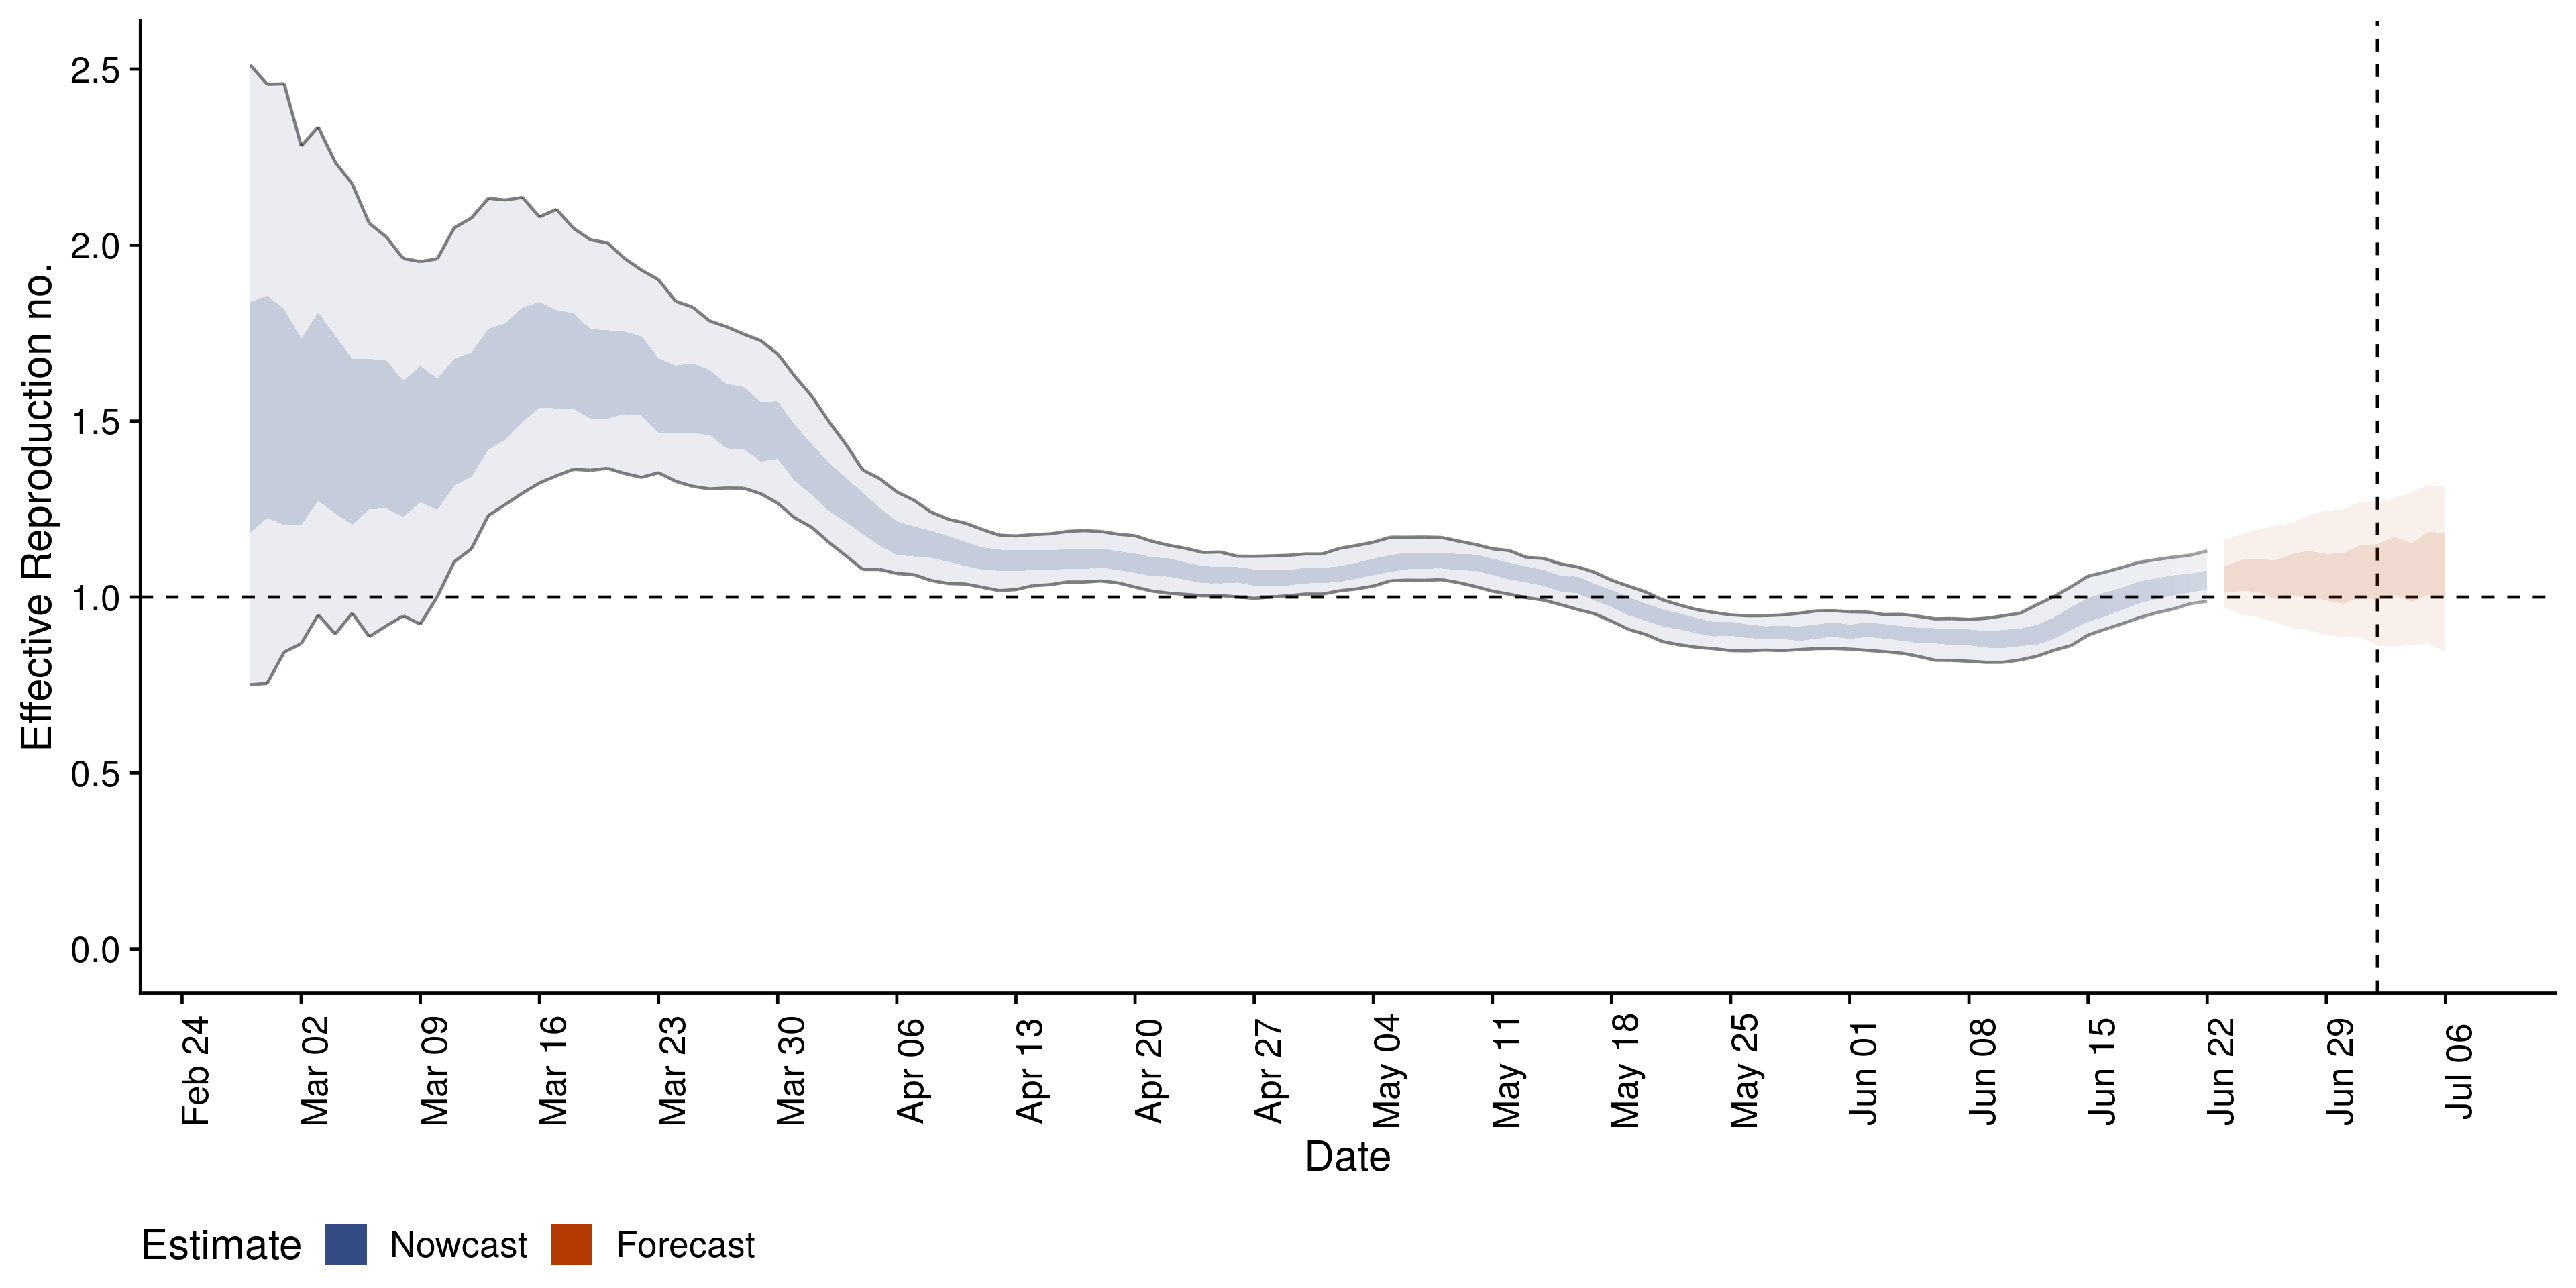 Effective Reproduction no.
2.5
2.0
1.5
1.0
0.5
0.0
Feb 24
Mar 02
Mar 09
Mar 16
Mar 23
Mar 30
Apr 06
Apr 13
Apr 20
Apr 27
May 04
May 11
May 18
May 25
Jun 01
Jun 08
Jun 15
Jun 22
Jun 29
Jul 06
Date
Estimate Nowcast Forecast